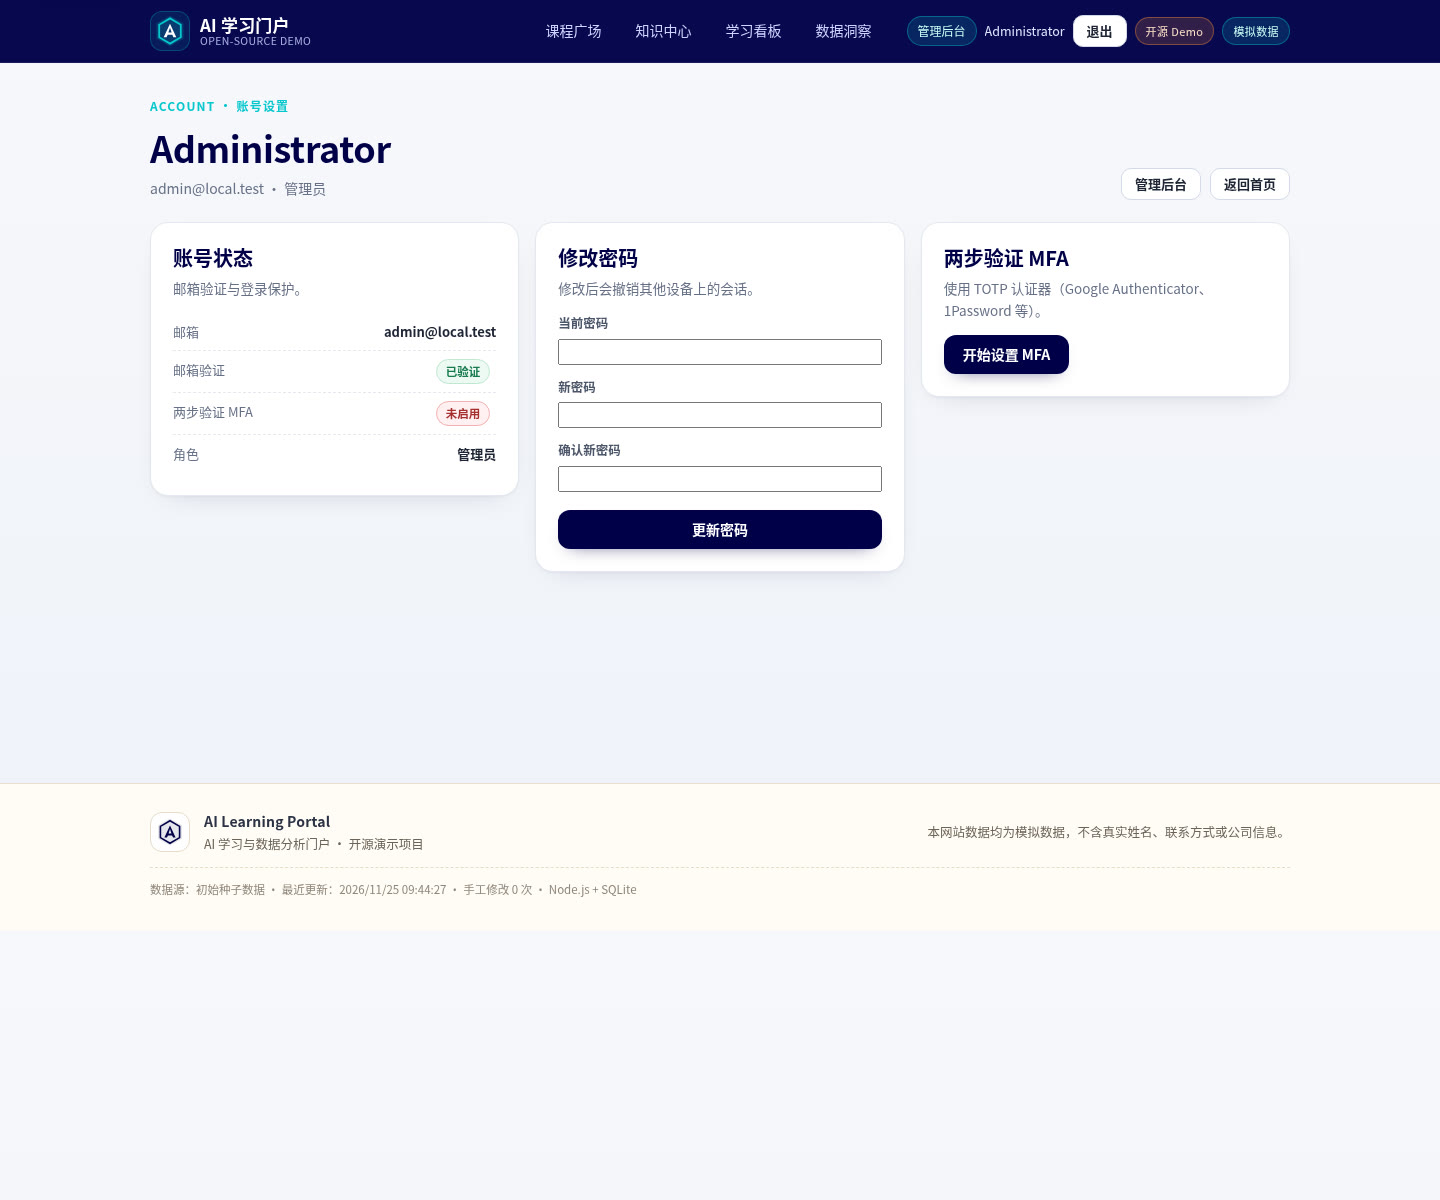 AI 学习门户
OPEN-SOURCE DEMO
课程广场
知识中心
学习看板
数据洞察
管理后台
Administrator
退出
开源 Demo
模拟数据
ACCOUNT · 账号设置
Administrator
admin@local.test · 管理员
管理后台
返回首页
账号状态
邮箱验证与登录保护。
邮箱
admin@local.test
邮箱验证
已验证
两步验证 MFA
未启用
角色
管理员
修改密码
修改后会撤销其他设备上的会话。
当前密码
新密码
确认新密码
更新密码
两步验证 MFA
使用 TOTP 认证器（Google Authenticator、
1Password 等）。
开始设置 MFA
AI Learning Portal
AI 学习与数据分析门户 · 开源演示项目
本网站数据均为模拟数据，不含真实姓名、联系方式或公司信息。
数据源：初始种子数据 · 最近更新：2026/11/25 09:44:27 · 手工修改 0 次 · Node.js + SQLite